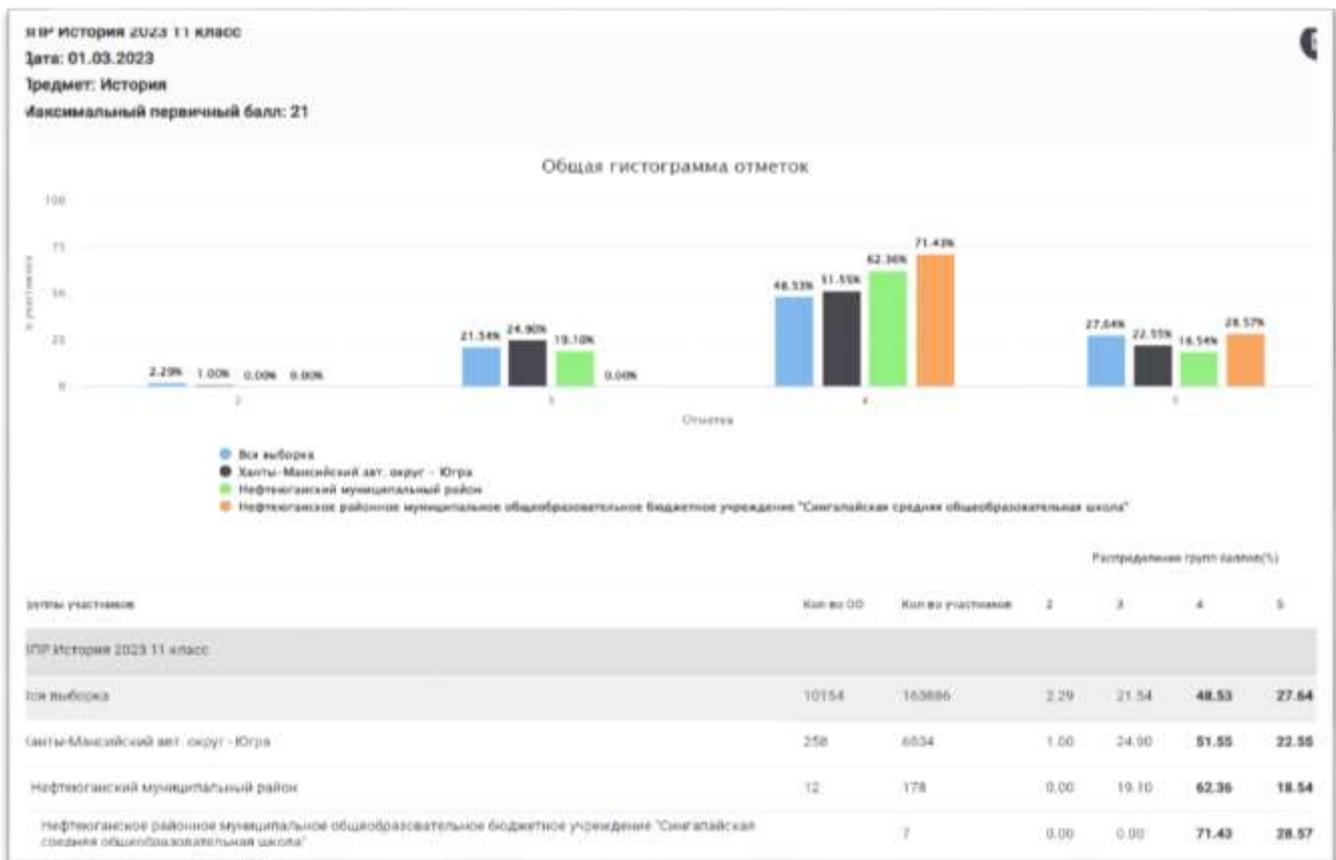 ВПР История 2023 11 класс
Дата: 01.03.2023
Предмет: История
Максимальный первичный балл: 21
Общая гистограмма отметок
100
75
50
25
0
% участников
2.29% 1.00% 0.00% 0.00%
21.54% 24.90% 19.10% 0.00%
48.53% 51.55% 62.36% 71.43%
27.64% 22.55% 18.54% 28.57%
2 3 4 5
Отметка
Вся выборка
Ханты-Мансийский авт. округ - Югра
Нефтеюганский муниципальный район
Нефтеюганское районное муниципальное общеобразовательное бюджетное учреждение "Сингапайская средняя общеобразовательная школа"
Распределение групп баллов(%)
группы участников Кол-во ОО Кол-во участников 2 3 4 5
ВПР История 2023 11 класс
Вся выборка 10154 163886 2.29 21.54 48.53 27.64
Ханты-Мансийский авт. округ - Югра 258 6034 1.00 24.90 51.55 22.55
Нефтеюганский муниципальный район 12 178 0.00 19.10 62.36 18.54
Нефтеюганское районное муниципальное общеобразовательное бюджетное учреждение "Сингапайская
средняя общеобразовательная школа" 7 0.00 0.00 71.43 28.57